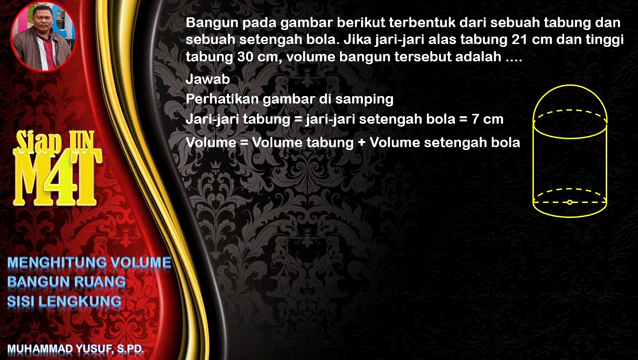 Bangun pada gambar berikut terbentuk dari sebuah tabung dan
sebuah setengah bola. Jika jari-jari alas tabung 21 cm dan tinggi
tabung 30 cm, volume bangun tersebut adalah ....
Jawab
Perhatikan gambar di samping
Jari-jari tabung = jari-jari setengah bola = 7 cm
Volume = Volume tabung + Volume setengah bola
Siap UN
M4T
MENGHITUNG VOLUME
BANGUN RUANG
SISI LENGKUNG
MUHAMMAD YUSUF, S.PD.